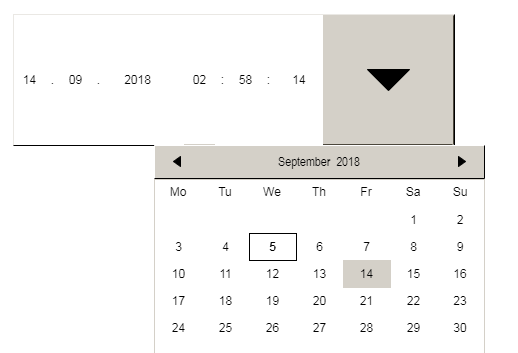 14 . 09 . 2018 02 : 58 : 14
September 2018
Mo Tu We Th Fr Sa Su
1 2
3 4 5 6 7 8 9
10 11 12 13 14 15 16
17 18 19 20 21 22 23
24 25 26 27 28 29 30